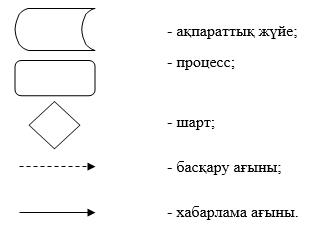 - ақпараттық жүйе;
- процесс;
- шарт;
- басқару ағыны;
- хабарлама ағыны.